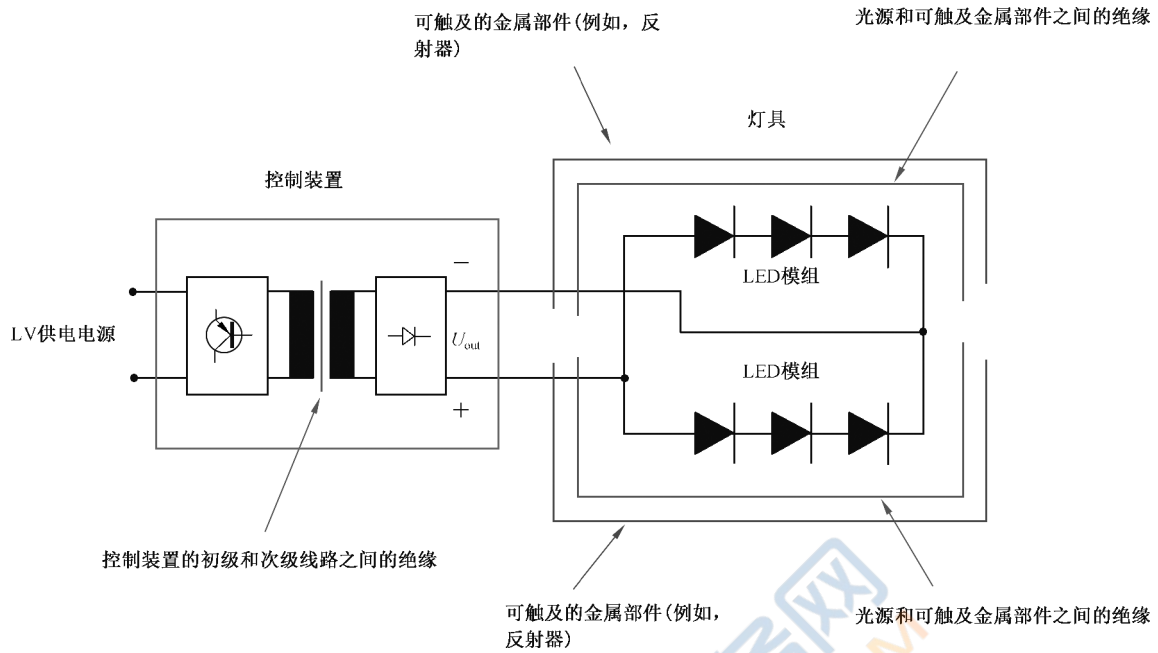 可触及的金属部件(例如，反
射器)
光源和可触及金属部件之间的绝缘
灯具
控制装置
LED模组
LV供电电源
−
U_out
+
LED模组
控制装置的初级和次级线路之间的绝缘
可触及的金属部件(例如，
反射器)
光源和可触及金属部件之间的绝缘